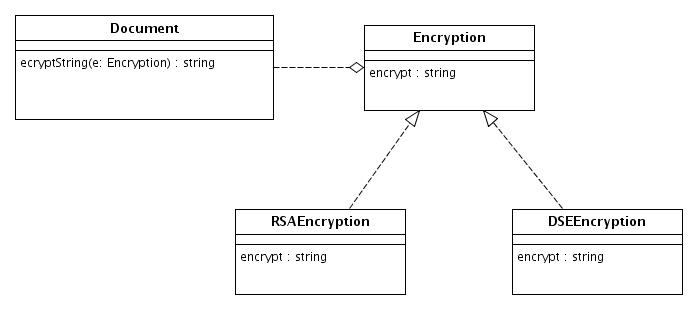 Document
ecryptString(e: Encryption) : string
Encryption
encrypt : string
RSAEncryption
encrypt : string
DSEEncryption
encrypt : string